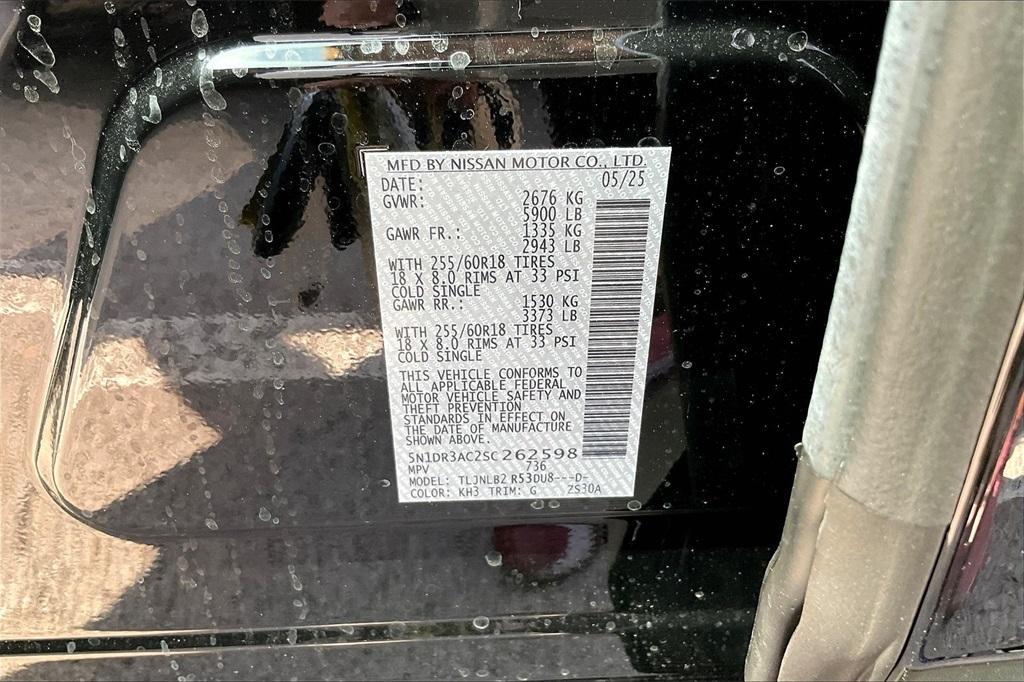 MFD BY NISSAN MOTOR CO., LTD.
DATE: 05/25
GVWR: 2676 KG
5900 LB
GAWR FR.: 1335 KG
2943 LB
WITH 255/60R18 TIRES
18 X 8.0 RIMS AT 33 PSI
COLD SINGLE
GAWR RR.: 1530 KG
3373 LB
WITH 255/60R18 TIRES
18 X 8.0 RIMS AT 33 PSI
COLD SINGLE
THIS VEHICLE CONFORMS TO
ALL APPLICABLE FEDERAL
MOTOR VEHICLE SAFETY AND
THEFT PREVENTION
STANDARDS IN EFFECT ON
THE DATE OF MANUFACTURE
SHOWN ABOVE.
5N1DR3AC2SC262598
MPV 736
MODEL: TLJNLB2 R53DU8---D-
COLOR: KH3 TRIM: G ZS30A